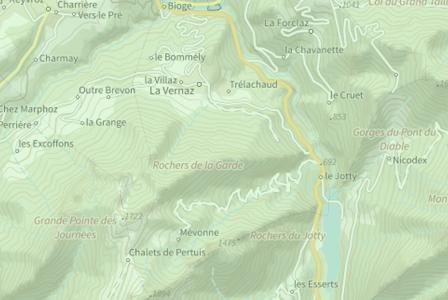 Charrière
Vers le Pré
Bioge
1041
Col du Grand Taill
La Forclaz
la Chavanette
Charmay
le Bommély
la Villaz
La Vernaz
Trélachaud
le Cruet
Outre Brevon
Chez Marphoz
Perrière
la Grange
853
Gorges du Pont du
Diable
les Excoffons
Rochers de la Garde
692
Nicodex
le Jotty
Grande Pointe des
Journées
1722
Mévonne
1475
Rochers du Jotty
Mon
Chalets de Pertuis
les Esserts